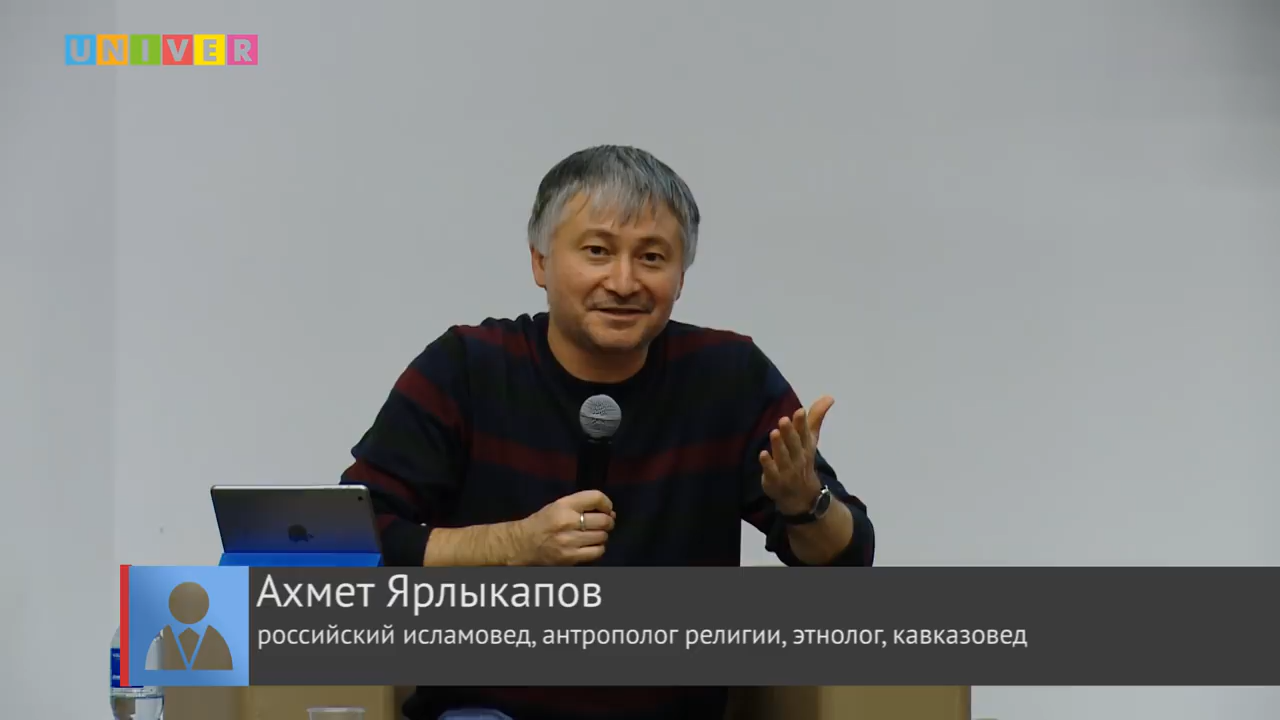 UNIVER
Ахмет Ярлыкапов
российский исламовед, антрополог религии, этнолог, кавказовед